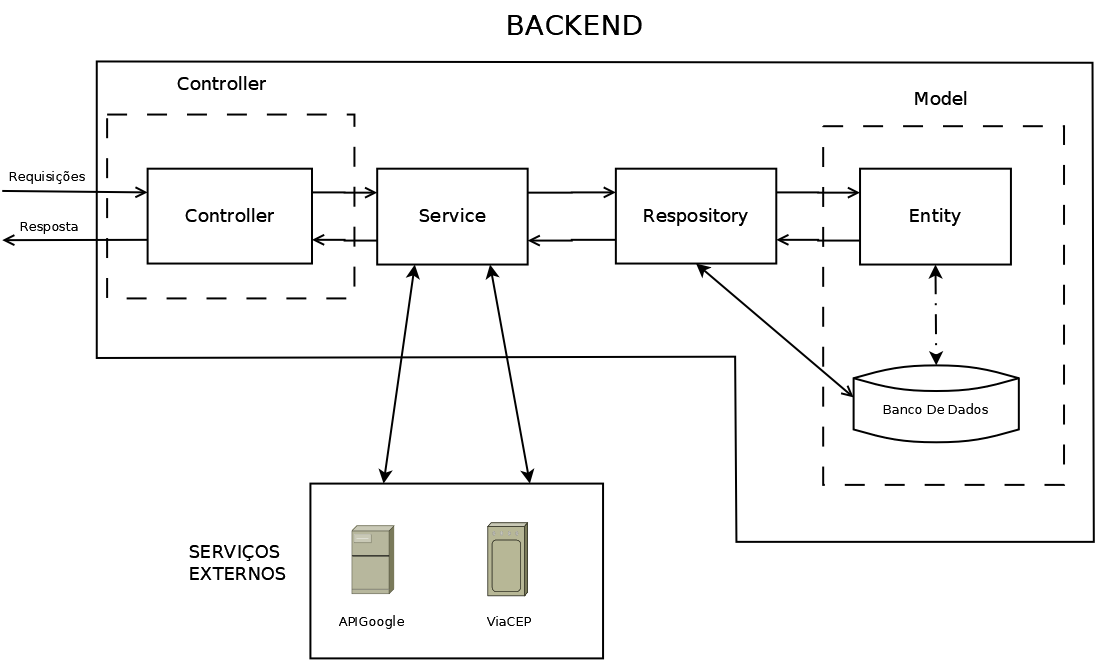 BACKEND
Controller
Model
Requisições
Resposta
Controller
Service
Respository
Entity
Banco De Dados
SERVIÇOS
EXTERNOS
APIGoogle
ViaCEP